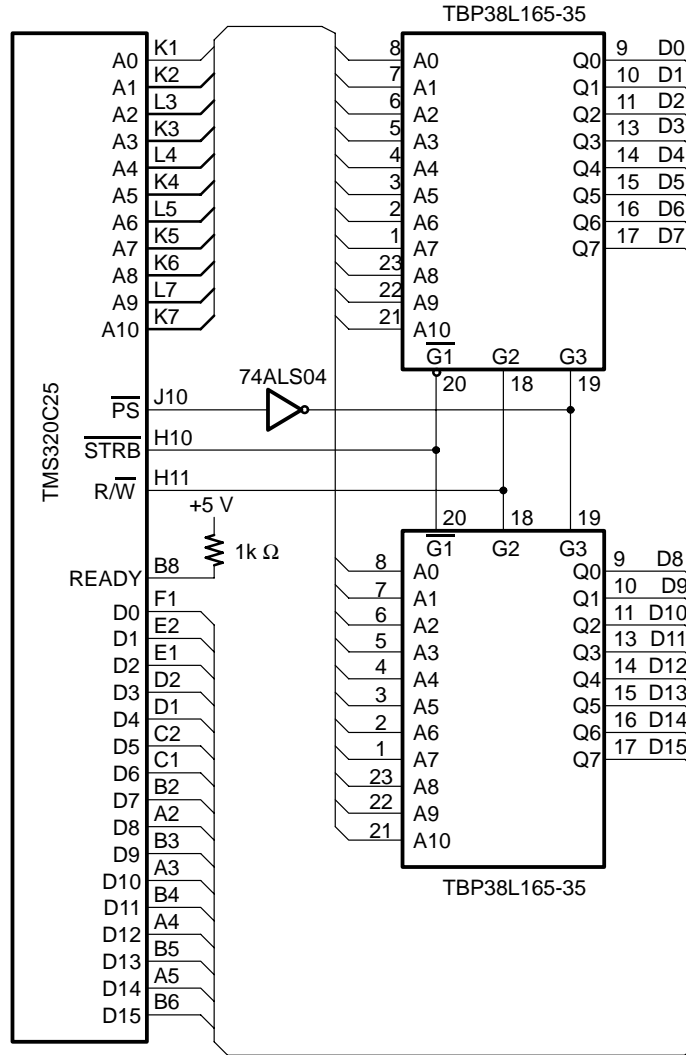 TBP38L165-35
TMS320C25
A0 K1
A1 K2
A2 L3
A3 K3
A4 L4
A5 K4
A6 L5
A7 K5
A8 K6
A9 L7
A10 K7
PS J10
STRB H10
R/W H11
74ALS04
+5 V
1k Ω
READY B8
D0 F1
D1 E2
D2 E1
D3 D2
D4 D1
D5 C2
D6 C1
D7 B2
D8 A2
D9 B3
D10 A3
D11 B4
D12 A4
D13 B5
D14 A5
D15 B6
8 A0 Q0 9 D0
7 A1 Q1 10 D1
6 A2 Q2 11 D2
5 A3 Q3 13 D3
4 A4 Q4 14 D4
3 A5 Q5 15 D5
2 A6 Q6 16 D6
1 A7 Q7 17 D7
23 A8
22 A9
21 A10
G1 G2 G3
20 18 19
20 18 19
G1 G2 G3
8 A0 Q0 9 D8
7 A1 Q1 10 D9
6 A2 Q2 11 D10
5 A3 Q3 13 D11
4 A4 Q4 14 D12
3 A5 Q5 15 D13
2 A6 Q6 16 D14
1 A7 Q7 17 D15
23 A8
22 A9
21 A10
TBP38L165-35